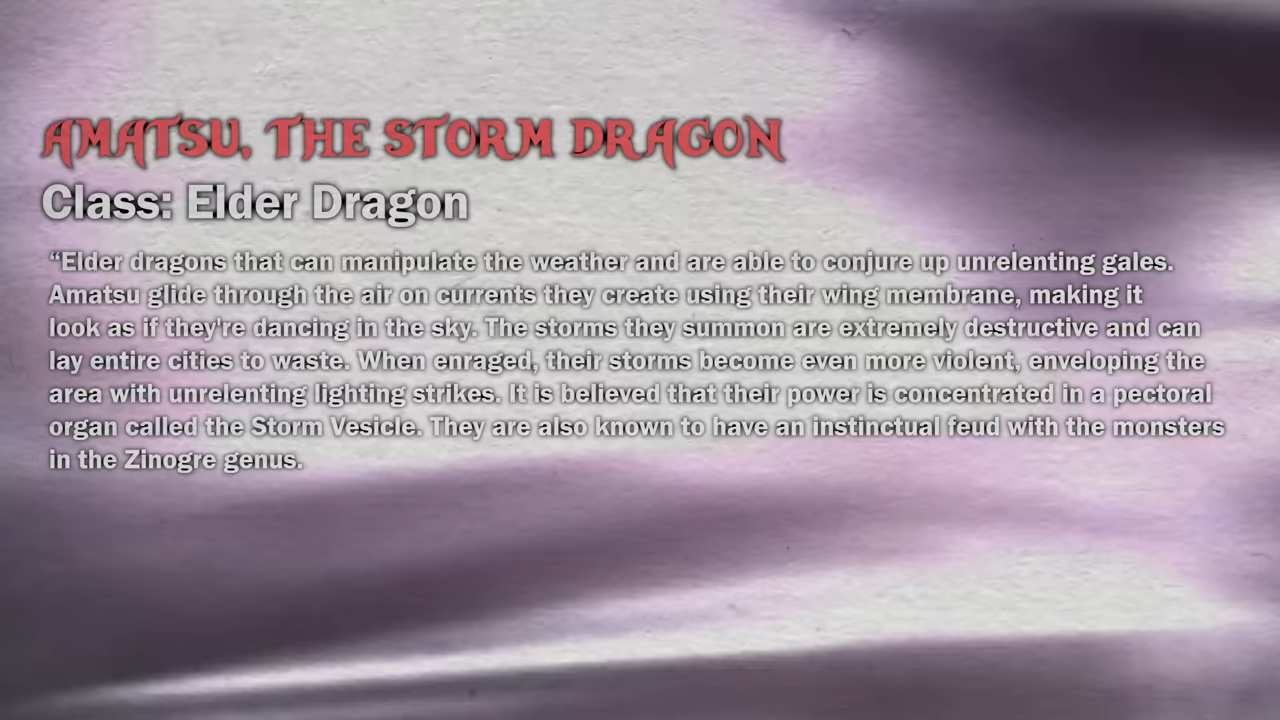 AMATSU, THE STORM DRAGON
Class: Elder Dragon
“Elder dragons that can manipulate the weather and are able to conjure up unrelenting gales.
Amatsu glide through the air on currents they create using their wing membrane, making it
look as if they're dancing in the sky. The storms they summon are extremely destructive and can
lay entire cities to waste. When enraged, their storms become even more violent, enveloping the
area with unrelenting lighting strikes. It is believed that their power is concentrated in a pectoral
organ called the Storm Vesicle. They are also known to have an instinctual feud with the monsters
in the Zinogre genus.